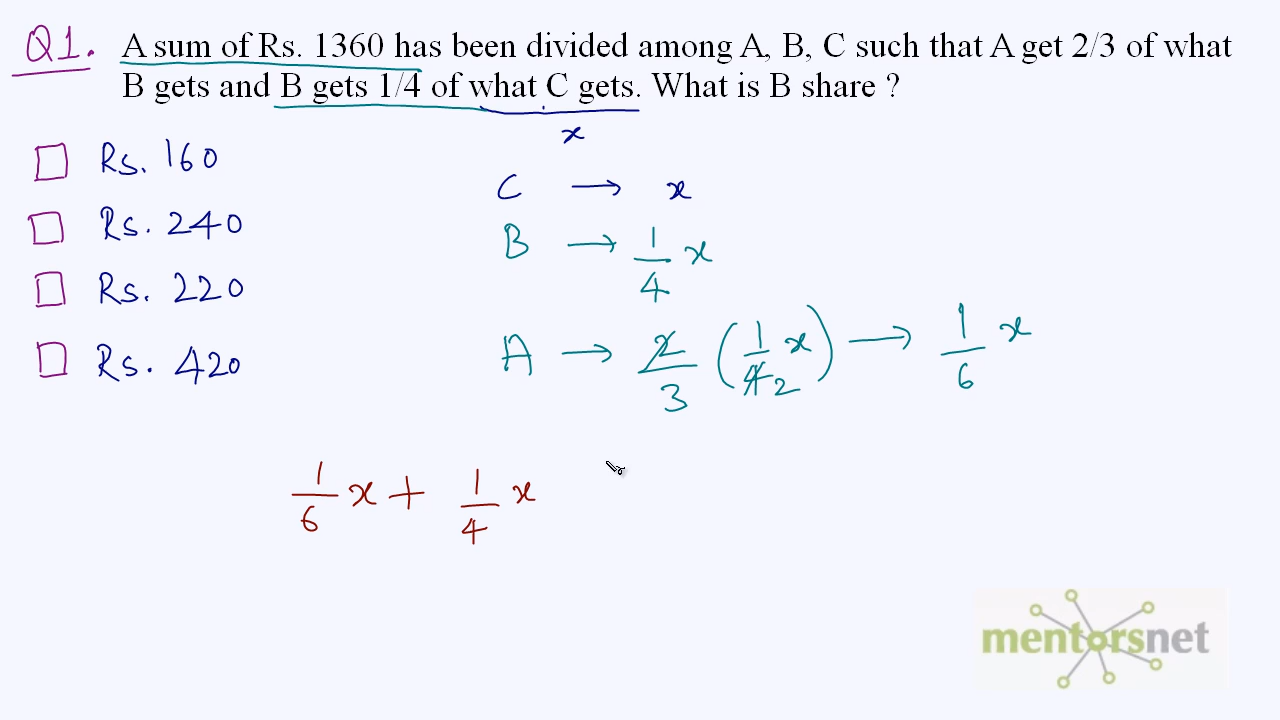 Q1. A sum of Rs. 1360 has been divided among A, B, C such that A get 2/3 of what
B gets and B gets 1/4 of what C gets. What is B share ?
x
Rs. 160
Rs. 240
Rs. 220
Rs. 420
C → x
B → 1/4 x
A → 2/3 (1/4 2 x) → 1/6 x
1/6 x + 1/4 x
mentorsnet